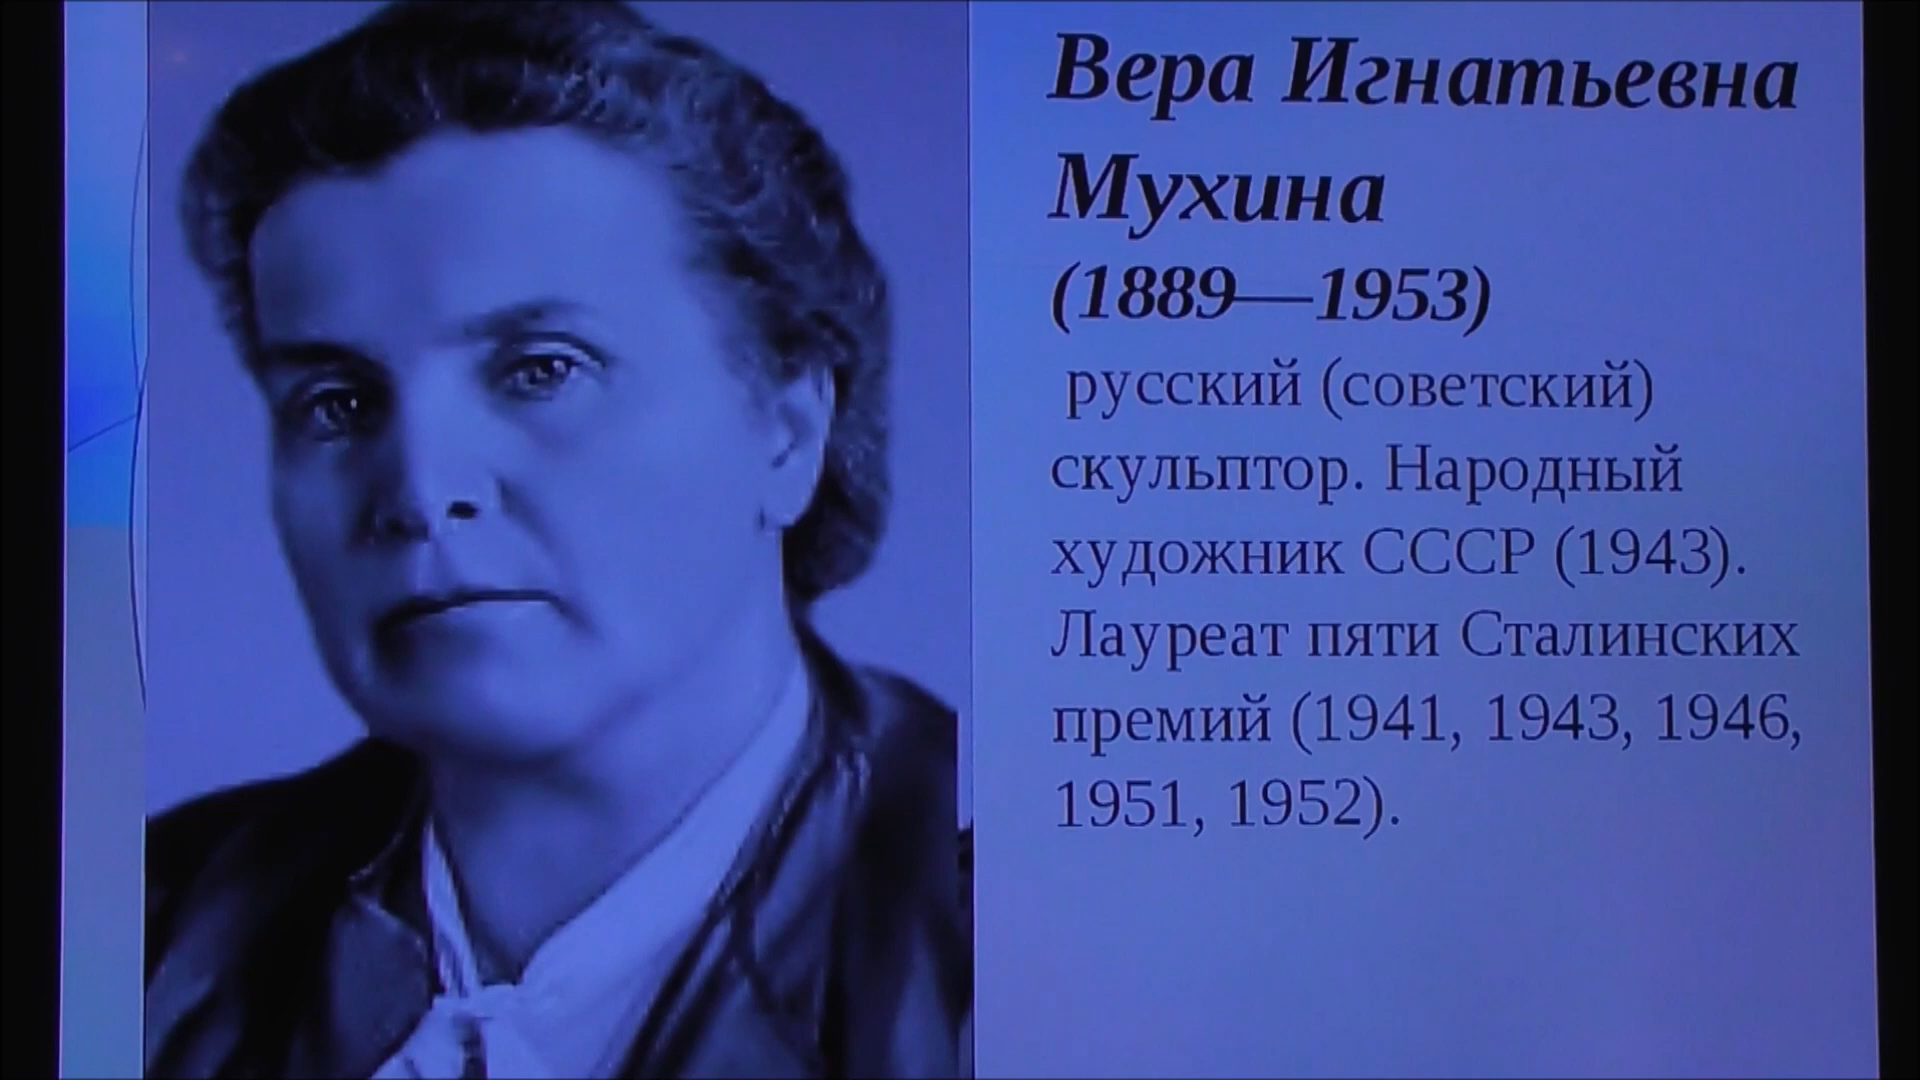 Вера Игнатьевна
Мухина
(1889—1953)
русский (советский)
скульптор. Народный
художник СССР (1943).
Лауреат пяти Сталинских
премий (1941, 1943, 1946,
1951, 1952).